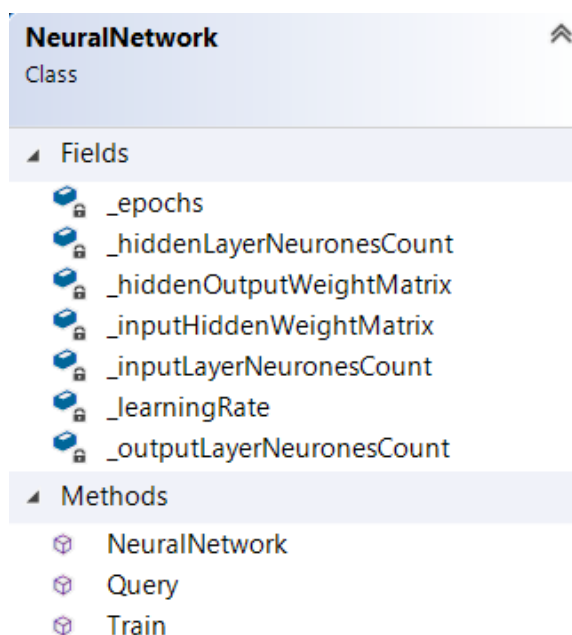 NeuralNetwork
Class
Fields
_epochs
_hiddenLayerNeuronesCount
_hiddenOutputWeightMatrix
_inputHiddenWeightMatrix
_inputLayerNeuronesCount
_learningRate
_outputLayerNeuronesCount
Methods
NeuralNetwork
Query
Train